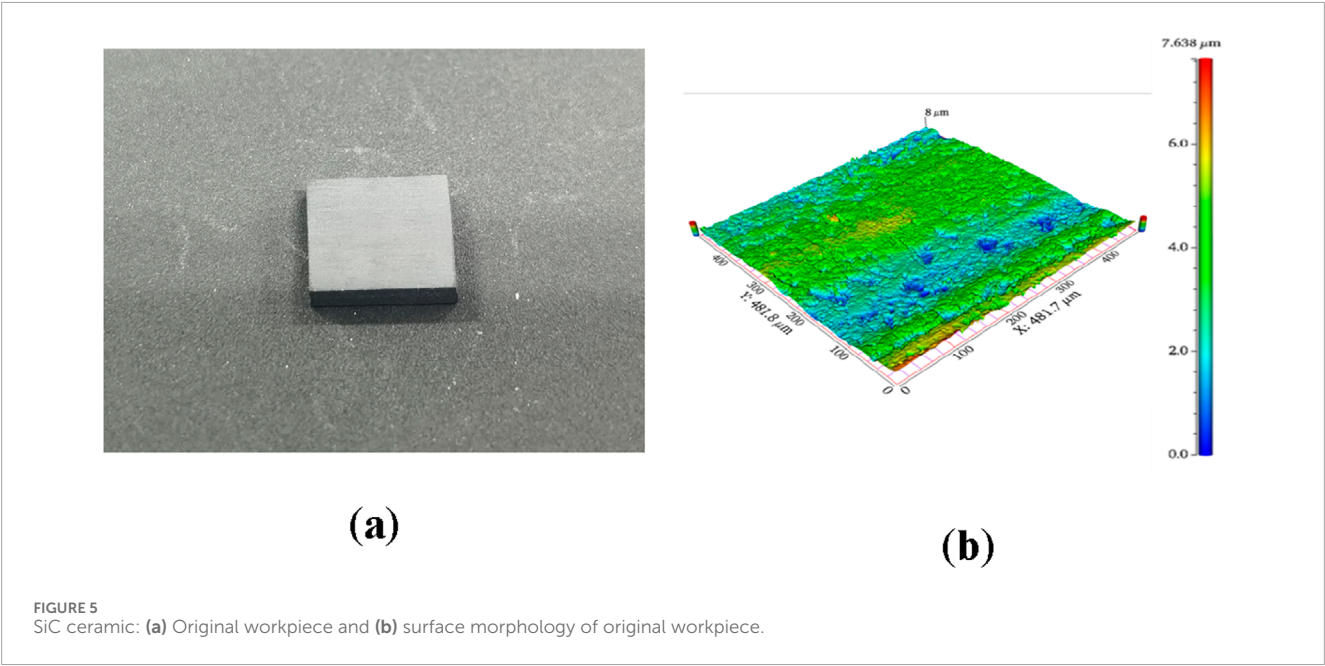 7.638 μm
8 μm
6.0
4.0
2.0
0.0
400
300
200
100
0
Y: 481.8 μm
0
100
200
300
400
X: 481.7 μm
(a)
(b)
FIGURE 5
SiC ceramic: (a) Original workpiece and (b) surface morphology of original workpiece.